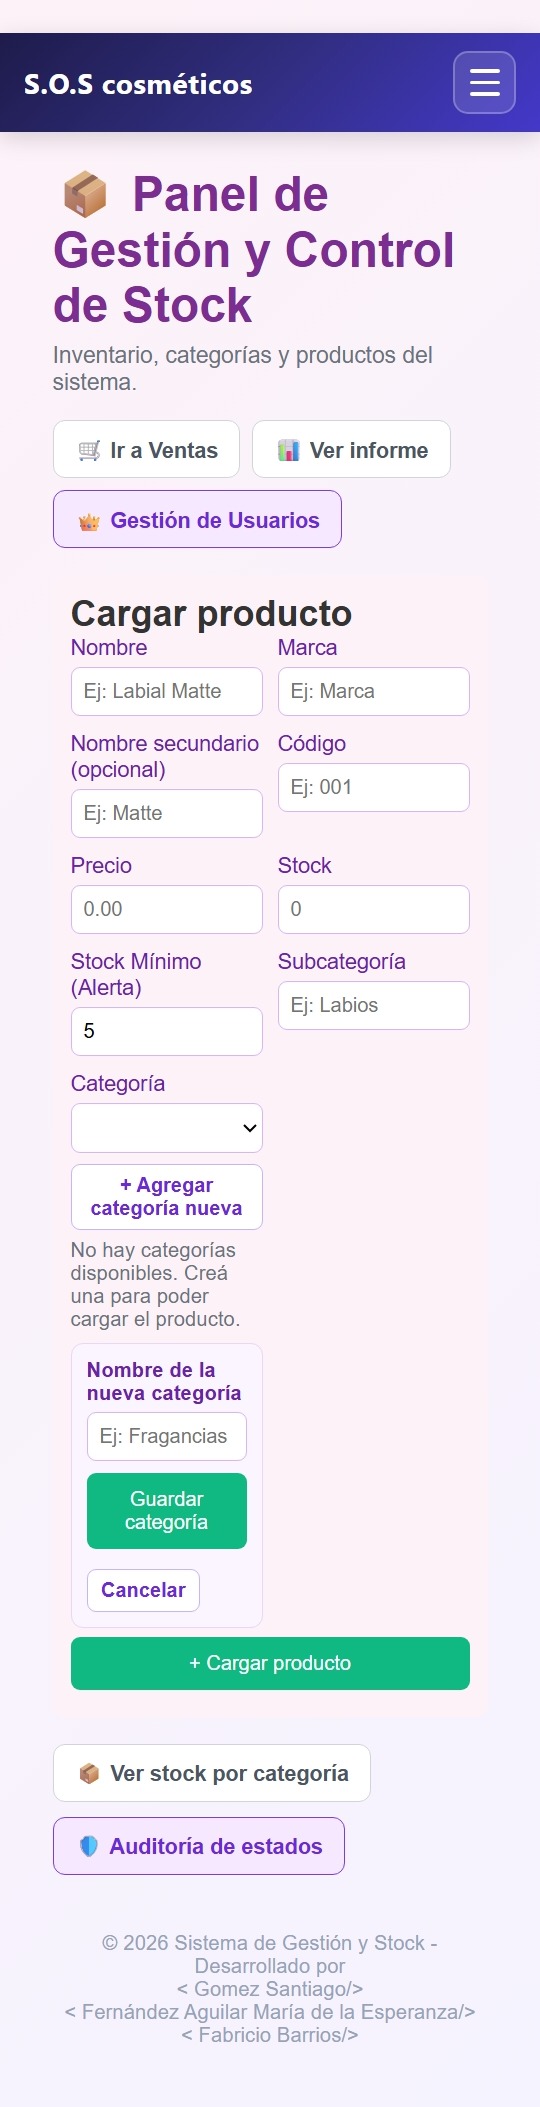 S.O.S cosméticos
📦 Panel de
Gestión y Control
de Stock
Inventario, categorías y productos del
sistema.
🛒 Ir a Ventas
📊 Ver informe
👑 Gestión de Usuarios
Cargar producto
Nombre
Marca
Ej: Labial Matte
Ej: Marca
Nombre secundario
(opcional)
Código
Ej: Matte
Ej: 001
Precio
Stock
0.00
0
Stock Mínimo
(Alerta)
Subcategoría
5
Ej: Labios
Categoría
+ Agregar
categoría nueva
No hay categorías
disponibles. Creá
una para poder
cargar el producto.
Nombre de la
nueva categoría
Ej: Fragancias
Guardar
categoría
Cancelar
+ Cargar producto
📦 Ver stock por categoría
🛡️ Auditoría de estados
© 2026 Sistema de Gestión y Stock -
Desarrollado por
< Gomez Santiago/>
< Fernández Aguilar María de la Esperanza/>
< Fabricio Barrios/>